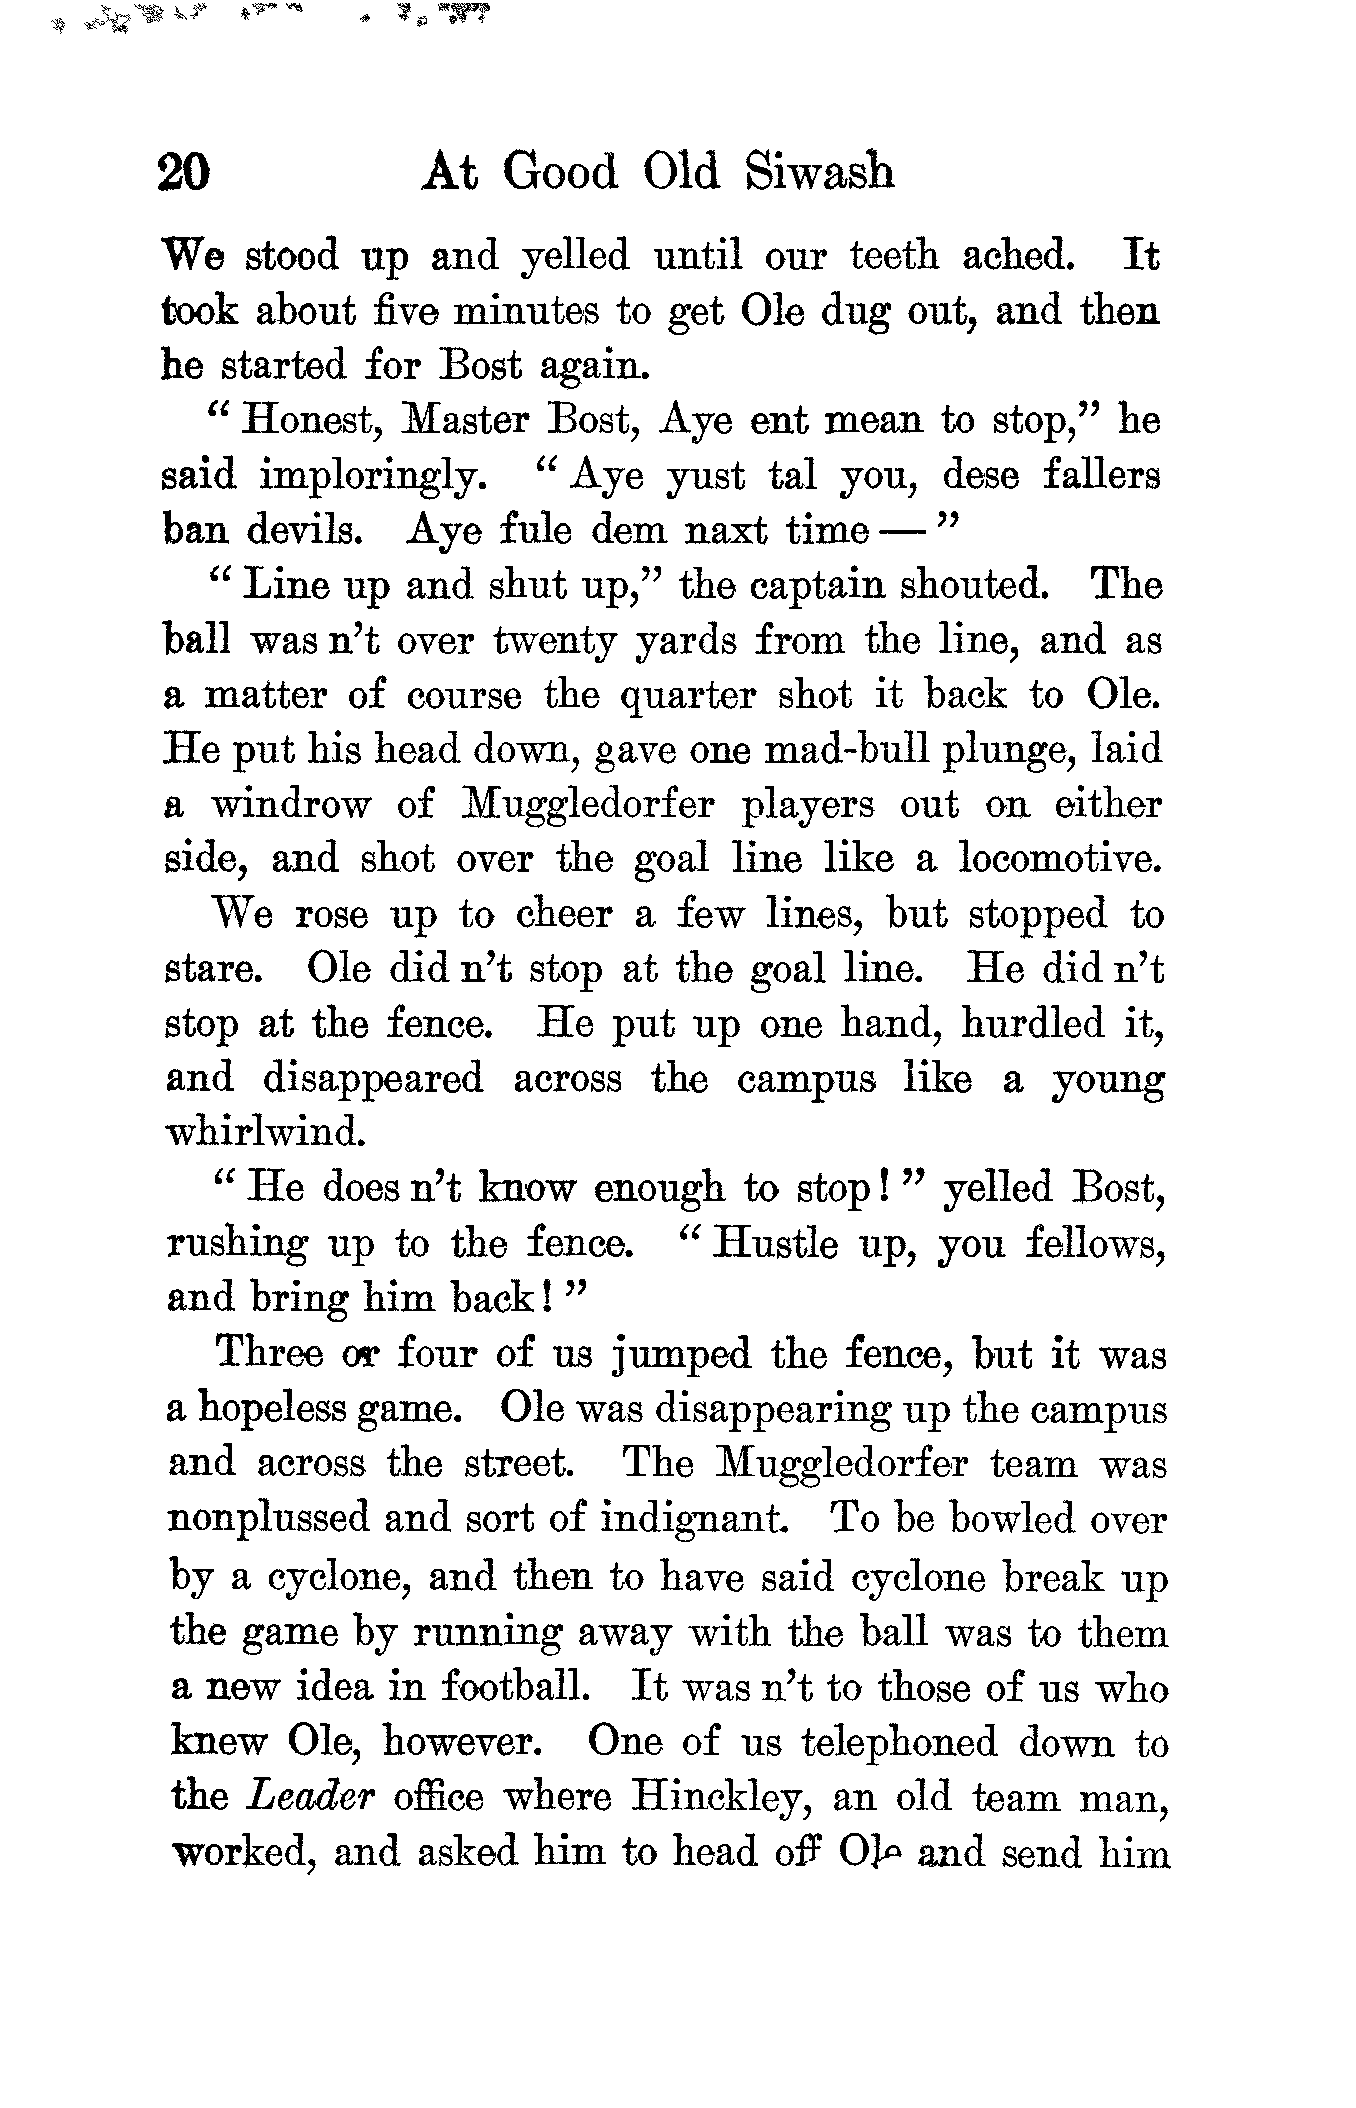 20 At Good Old Siwash
We stood up and yelled until our teeth ached. It
took about five minutes to get Ole dug out, and then
he started for Bost again.
“ Honest, Master Bost, Aye ent mean to stop,” he
said imploringly. “ Aye yust tal you, dese fallers
ban devils. Aye fule dem naxt time — ”
“ Line up and shut up,” the captain shouted. The
ball was n’t over twenty yards from the line, and as
a matter of course the quarter shot it back to Ole.
He put his head down, gave one mad-bull plunge, laid
a windrow of Muggledorfer players out on either
side, and shot over the goal line like a locomotive.
We rose up to cheer a few lines, but stopped to
stare. Ole did n’t stop at the goal line. He did n’t
stop at the fence. He put up one hand, hurdled it,
and disappeared across the campus like a young
whirlwind.
“ He does n’t know enough to stop! ” yelled Bost,
rushing up to the fence. “ Hustle up, you fellows,
and bring him back! ”
Three or four of us jumped the fence, but it was
a hopeless game. Ole was disappearing up the campus
and across the street. The Muggledorfer team was
nonplussed and sort of indignant. To be bowled over
by a cyclone, and then to have said cyclone break up
the game by running away with the ball was to them
a new idea in football. It was n’t to those of us who
knew Ole, however. One of us telephoned down to
the Leader office where Hinckley, an old team man,
worked, and asked him to head off Ole and send him